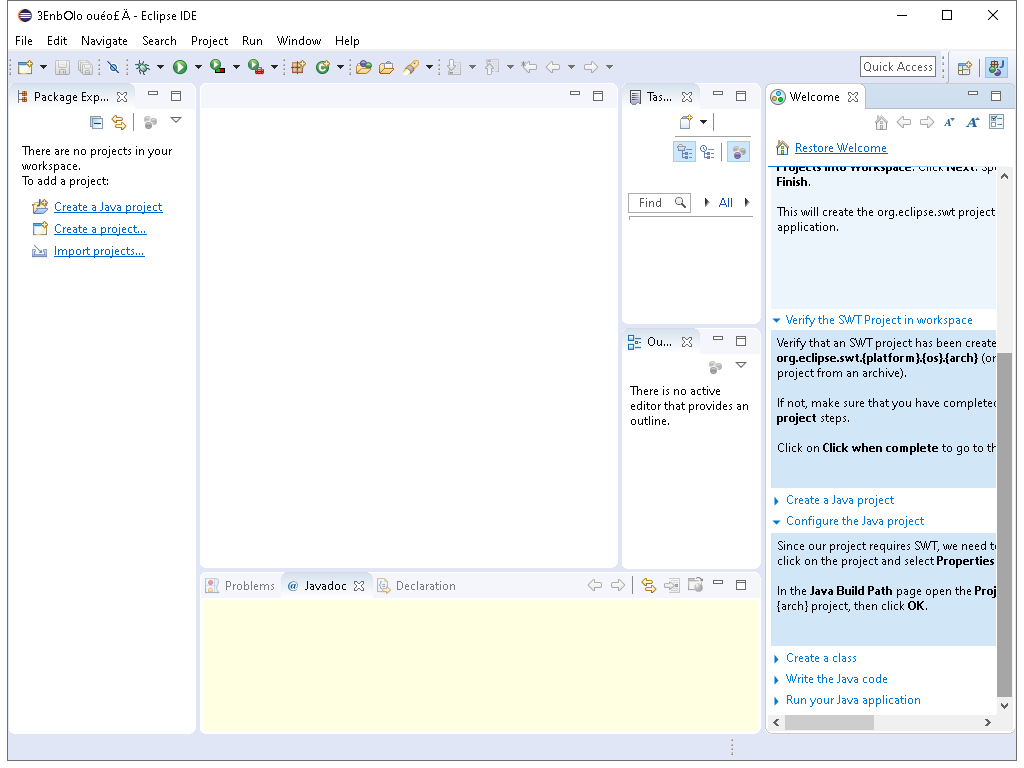 3EnbOlo ouéo£Ä - Eclipse IDE
File Edit Navigate Search Project Run Window Help
Quick Access
Package Exp...
There are no projects in your
workspace.
To add a project:
Create a Java project
Create a project...
Import projects...
Tas...
Find
All
Ou...
There is no active
editor that provides an
outline.
Problems
@ Javadoc
Declaration
Welcome
Restore Welcome
Projects into Workspace. Click Next. Sp
Finish.
This will create the org.eclipse.swt project
application.
Verify the SWT Project in workspace
Verify that an SWT project has been create
org.eclipse.swt.{platform}.{os}.{arch} (or
project from an archive).
If not, make sure that you have completed
project steps.
Click on Click when complete to go to th
Create a Java project
Configure the Java project
Since our project requires SWT, we need t
click on the project and select Properties
In the Java Build Path page open the Proj
{arch} project, then click OK.
Create a class
Write the Java code
Run your Java application